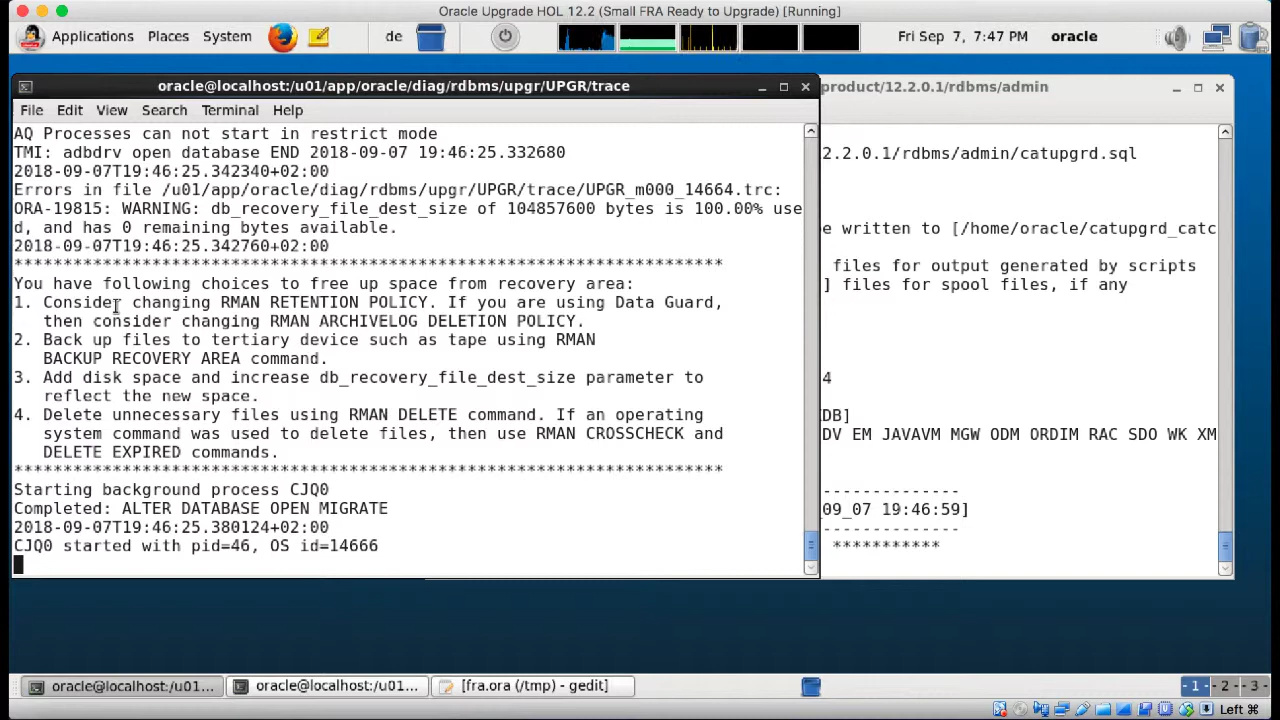 Oracle Upgrade HOL 12.2 (Small FRA Ready to Upgrade) [Running]
Applications Places System de Fri Sep 7, 7:47 PM oracle
oracle@localhost:/u01/app/oracle/diag/rdbms/upgr/UPGR/trace
File Edit View Search Terminal Help
AQ Processes can not start in restrict mode
TMI: adbdrv open database END 2018-09-07 19:46:25.332680
2018-09-07T19:46:25.342340+02:00
Errors in file /u01/app/oracle/diag/rdbms/upgr/UPGR/trace/UPGR_m000_14664.trc:
ORA-19815: WARNING: db_recovery_file_dest_size of 104857600 bytes is 100.00% use
d, and has 0 remaining bytes available.
2018-09-07T19:46:25.342760+02:00
************************************************************************
You have following choices to free up space from recovery area:
1. Consider changing RMAN RETENTION POLICY. If you are using Data Guard,
then consider changing RMAN ARCHIVELOG DELETION POLICY.
2. Back up files to tertiary device such as tape using RMAN
BACKUP RECOVERY AREA command.
3. Add disk space and increase db_recovery_file_dest_size parameter to
reflect the new space.
4. Delete unnecessary files using RMAN DELETE command. If an operating
system command was used to delete files, then use RMAN CROSSCHECK and
DELETE EXPIRED commands.
************************************************************************
Starting background process CJQ0
Completed: ALTER DATABASE OPEN MIGRATE
2018-09-07T19:46:25.380124+02:00
CJQ0 started with pid=46, OS id=14666
product/12.2.0.1/rdbms/admin
2.2.0.1/rdbms/admin/catupgrd.sql
e written to [/home/oracle/catupgrd_catc
files for output generated by scripts
] files for spool files, if any
4
DB]
DV EM JAVAVM MGW ODM ORDIM RAC SDO WK XM
--------------
_09_07 19:46:59]
--------------
***********
oracle@localhost:/u01... oracle@localhost:/u01... [fra.ora (/tmp) - gedit] - 1 - - 2 - - 3 -
Left ⌘